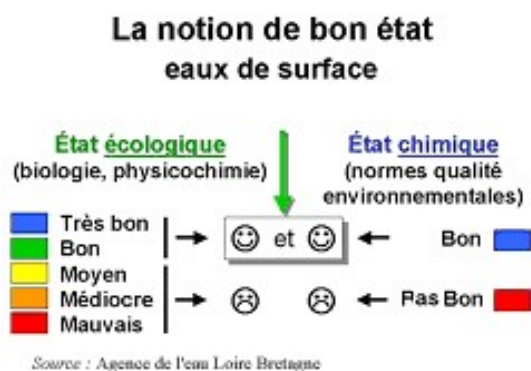 La notion de bon état
eaux de surface
État écologique
(biologie, physicochimie)
État chimique
(normes qualité
environnementales)
Très bon
Bon
Moyen
Médiocre
Mauvais
et
Bon
Pas Bon
Source : Agence de l'eau Loire Bretagne